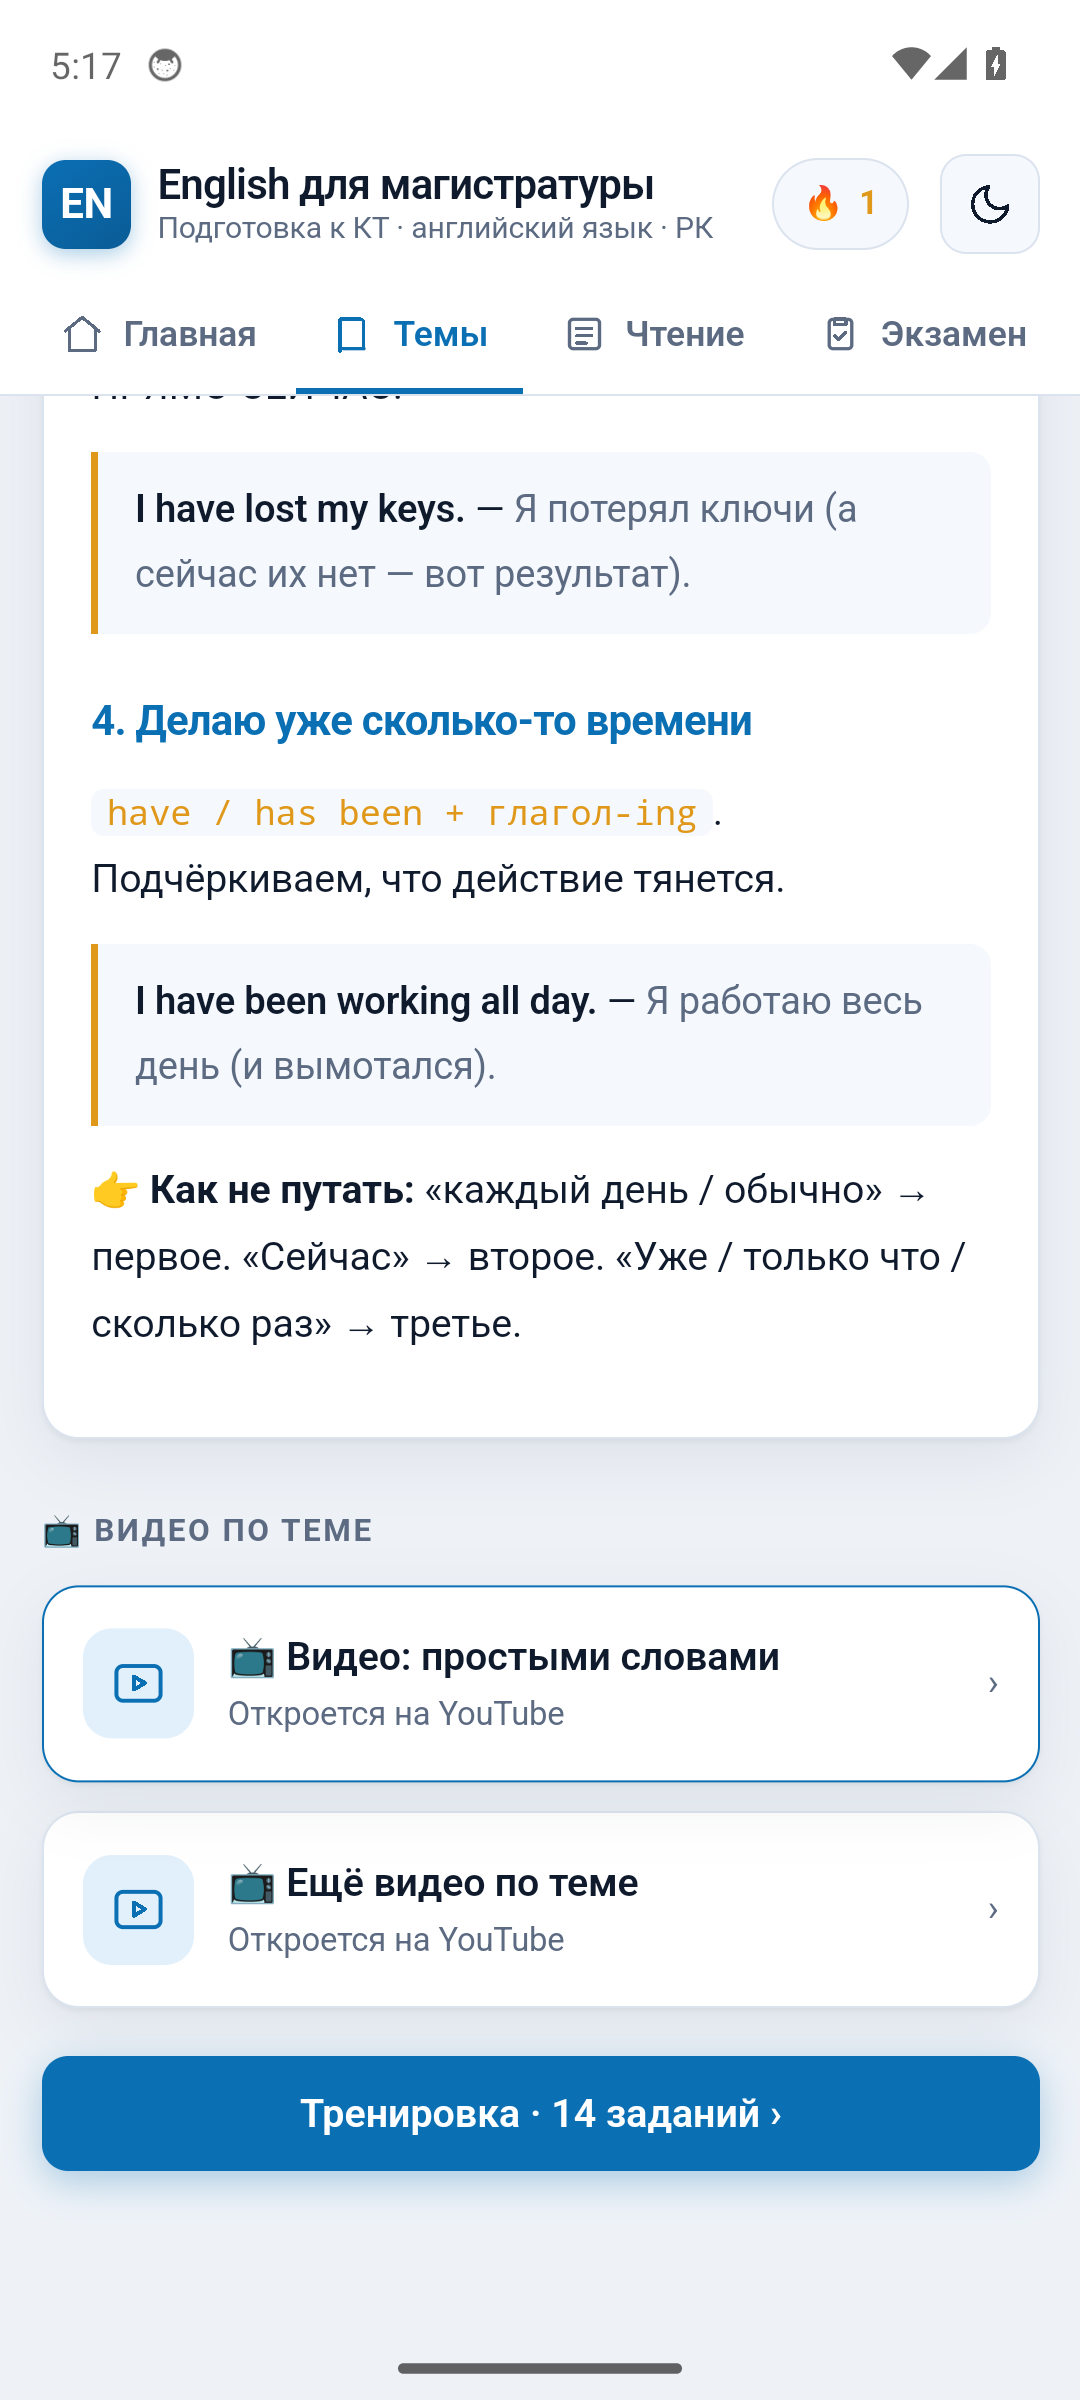 5:17
EN
English для магистратуры
Подготовка к КТ · английский язык · РК
🔥 1
Главная
Темы
Чтение
Экзамен
I have lost my keys. — Я потерял ключи (а
сейчас их нет — вот результат).
4. Делаю уже сколько-то времени
have / has been + глагол-ing.
Подчёркиваем, что действие тянется.
I have been working all day. — Я работаю весь
день (и вымотался).
👉 Как не путать: «каждый день / обычно» →
первое. «Сейчас» → второе. «Уже / только что /
сколько раз» → третье.
📺 ВИДЕО ПО ТЕМЕ
📺 Видео: простыми словами
Откроется на YouTube
›
📺 Ещё видео по теме
Откроется на YouTube
›
Тренировка · 14 заданий ›